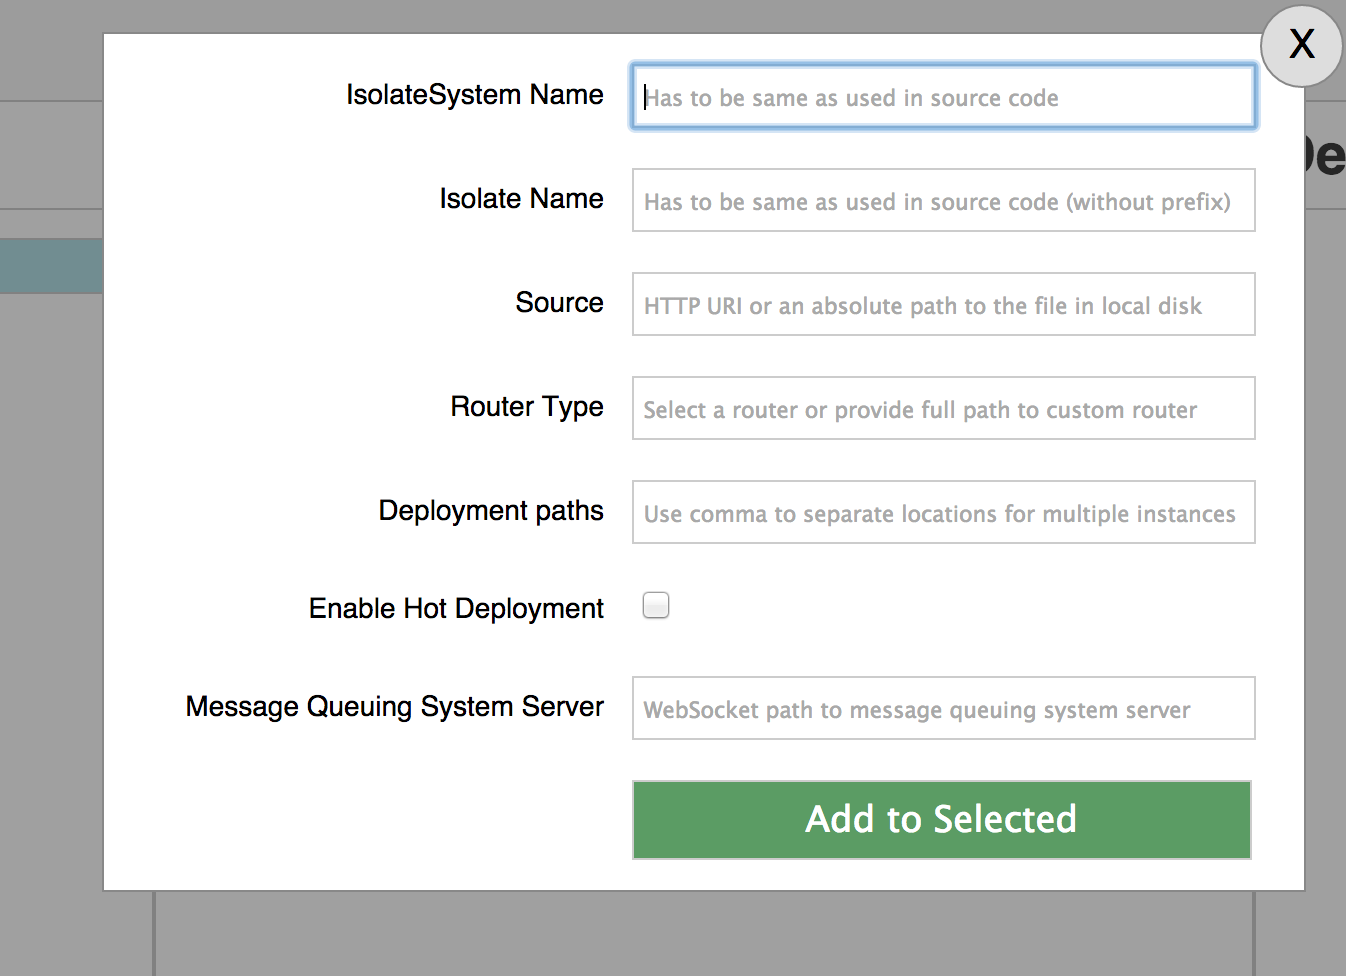 X
IsolateSystem Name
Has to be same as used in source code
Isolate Name
Has to be same as used in source code (without prefix)
Source
HTTP URI or an absolute path to the file in local disk
Router Type
Select a router or provide full path to custom router
Deployment paths
Use comma to separate locations for multiple instances
Enable Hot Deployment
Message Queuing System Server
WebSocket path to message queuing system server
Add to Selected